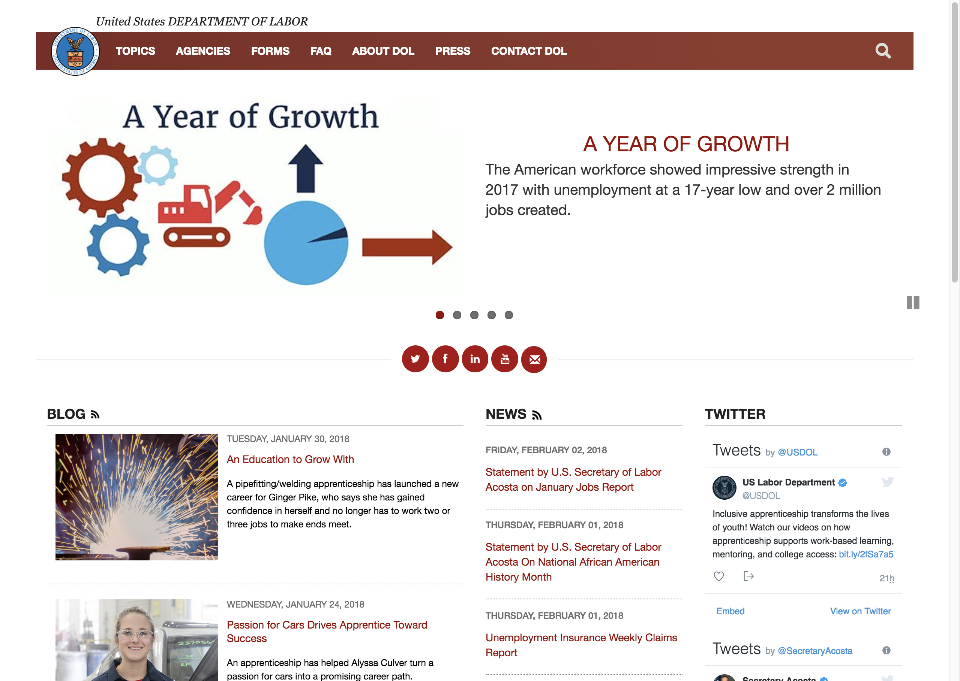 United States DEPARTMENT OF LABOR
TOPICS AGENCIES FORMS FAQ ABOUT DOL PRESS CONTACT DOL
A Year of Growth
A YEAR OF GROWTH
The American workforce showed impressive strength in
2017 with unemployment at a 17-year low and over 2 million
jobs created.
BLOG
TUESDAY, JANUARY 30, 2018
An Education to Grow With
A pipefitting/welding apprenticeship has launched a new
career for Ginger Pike, who says she has gained
confidence in herself and no longer has to work two or
three jobs to make ends meet.
WEDNESDAY, JANUARY 24, 2018
Passion for Cars Drives Apprentice Toward
Success
An apprenticeship has helped Alyssa Culver turn a
passion for cars into a promising career path.
NEWS
FRIDAY, FEBRUARY 02, 2018
Statement by U.S. Secretary of Labor
Acosta on January Jobs Report
THURSDAY, FEBRUARY 01, 2018
Statement by U.S. Secretary of Labor
Acosta On National African American
History Month
THURSDAY, FEBRUARY 01, 2018
Unemployment Insurance Weekly Claims
Report
TWITTER
Tweets by @USDOL
US Labor Department
@USDOL
Inclusive apprenticeship transforms the lives
of youth! Watch our videos on how
apprenticeship supports work-based learning,
mentoring, and college access: bit.ly/2fSa7a5
21h
Embed View on Twitter
Tweets by @SecretaryAcosta
Secretary Acosta